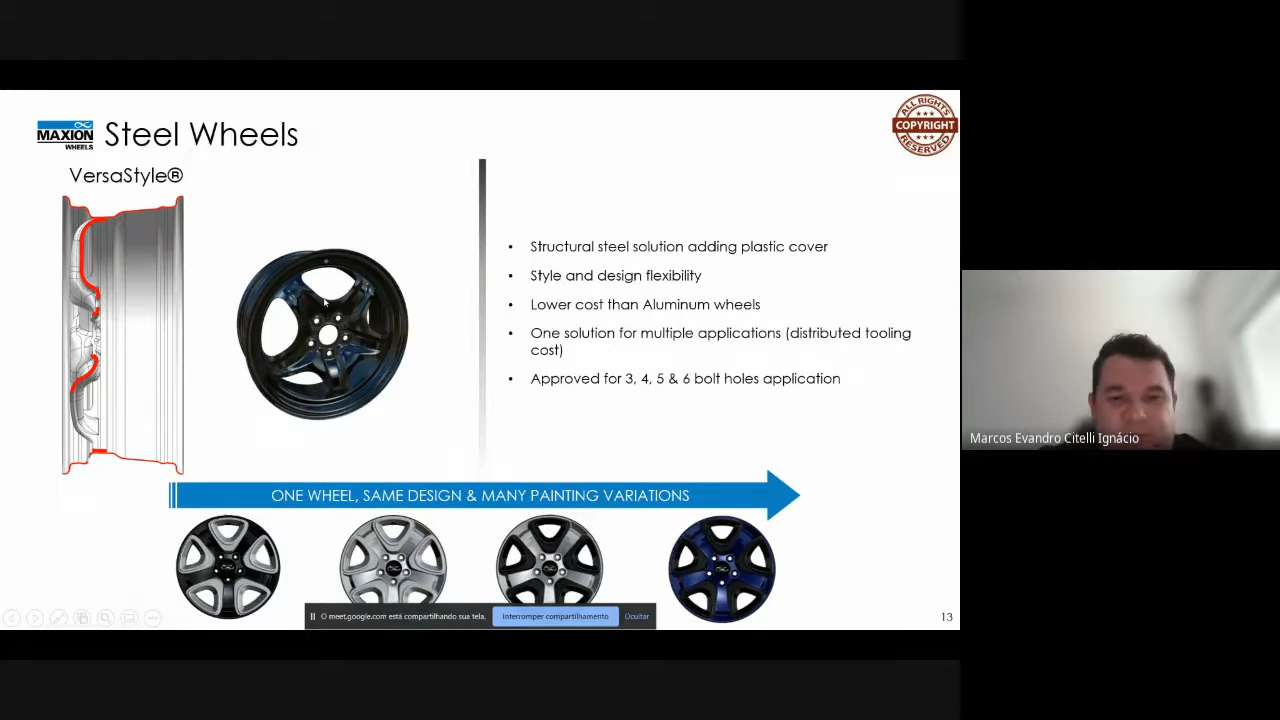 MAXION
WHEELS
Steel Wheels
ALL RIGHTS
COPYRIGHT
RESERVED
VersaStyle®
• Structural steel solution adding plastic cover
• Style and design flexibility
• Lower cost than Aluminum wheels
• One solution for multiple applications (distributed tooling
cost)
• Approved for 3, 4, 5 & 6 bolt holes application
Marcos Evandro Citelli Ignácio
ONE WHEEL, SAME DESIGN & MANY PAINTING VARIATIONS
O meet.google.com está compartilhando sua tela.
Interromper compartilhamento
Ocultar
13